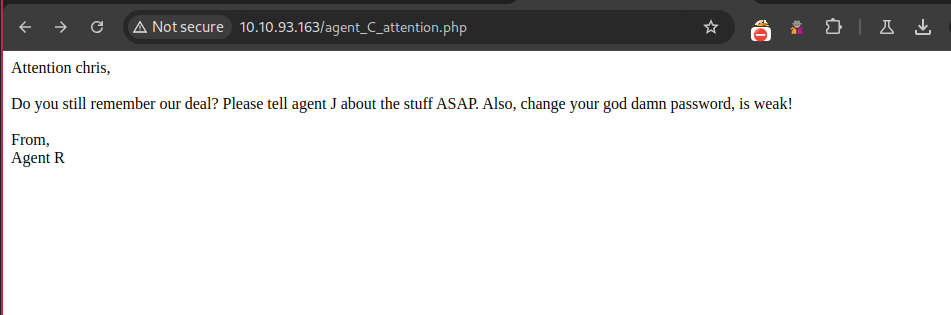 Not secure
10.10.93.163/agent_C_attention.php
Attention chris,
Do you still remember our deal? Please tell agent J about the stuff ASAP. Also, change your god damn password, is weak!
From,
Agent R